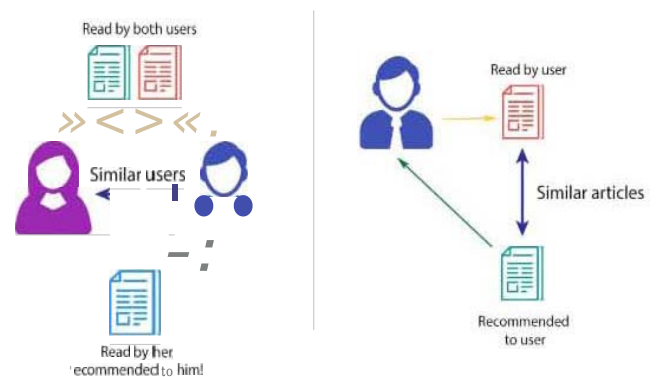 Read by both users
» < > « .
Similar users
- :
Read by her
ecommended to him!
Read by user
Similar articles
Recommended
to user